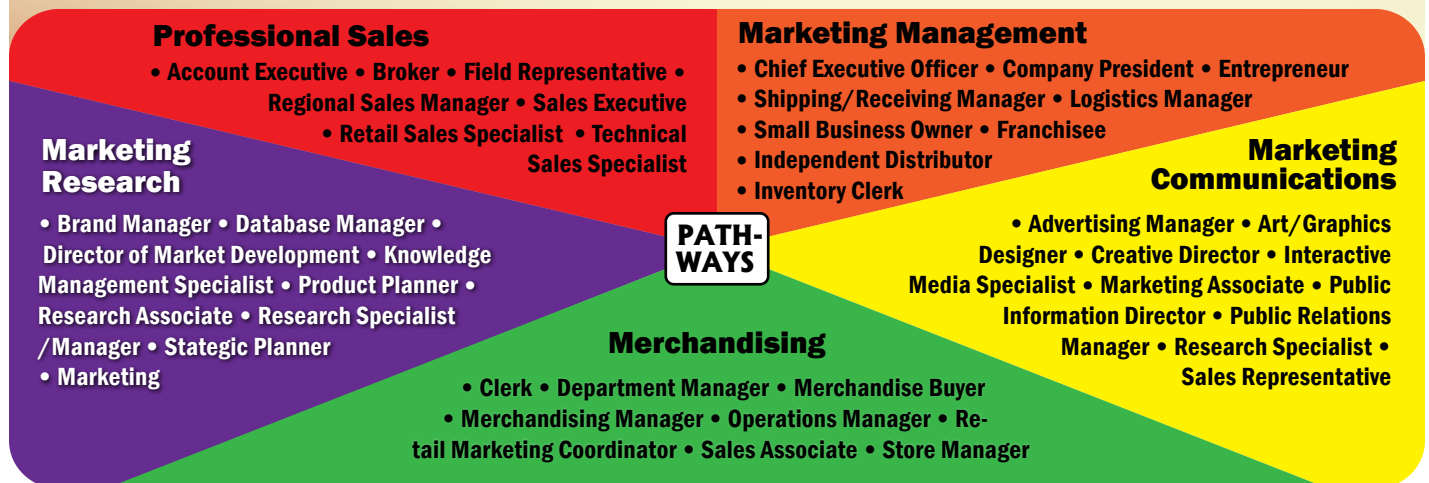 Professional Sales
• Account Executive • Broker • Field Representative •
Regional Sales Manager • Sales Executive
• Retail Sales Specialist • Technical
Sales Specialist
Marketing Management
• Chief Executive Officer • Company President • Entrepreneur
• Shipping/Receiving Manager • Logistics Manager
• Small Business Owner • Franchisee
• Independent Distributor
• Inventory Clerk
Marketing
Research
• Brand Manager • Database Manager •
Director of Market Development • Knowledge
Management Specialist • Product Planner •
Research Associate • Research Specialist
/Manager • Stategic Planner
• Marketing
PATH-
WAYS
Marketing
Communications
• Advertising Manager • Art/Graphics
Designer • Creative Director • Interactive
Media Specialist • Marketing Associate • Public
Information Director • Public Relations
Manager • Research Specialist •
Sales Representative
Merchandising
• Clerk • Department Manager • Merchandise Buyer
• Merchandising Manager • Operations Manager • Re-
tail Marketing Coordinator • Sales Associate • Store Manager